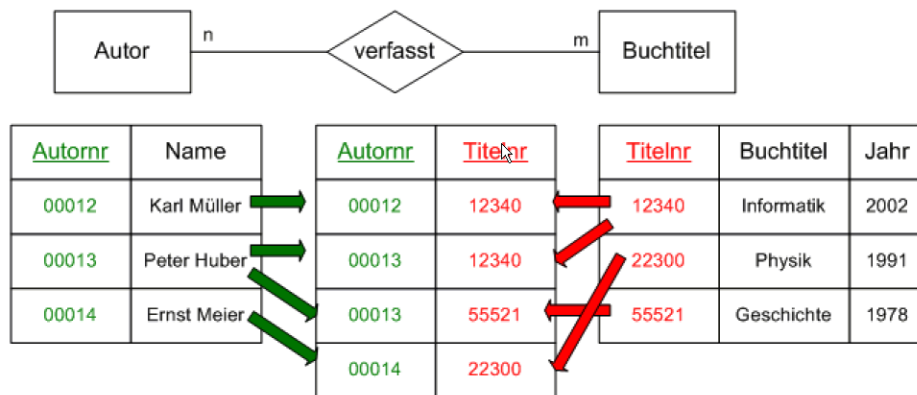 Autor n verfasst m Buchtitel
Autornr Name Autornr Titelnr Titelnr Buchtitel Jahr
00012 Karl Müller 00012 12340 12340 Informatik 2002
00013 Peter Huber 00013 12340 22300 Physik 1991
00014 Ernst Meier 00013 55521 55521 Geschichte 1978
00014 22300